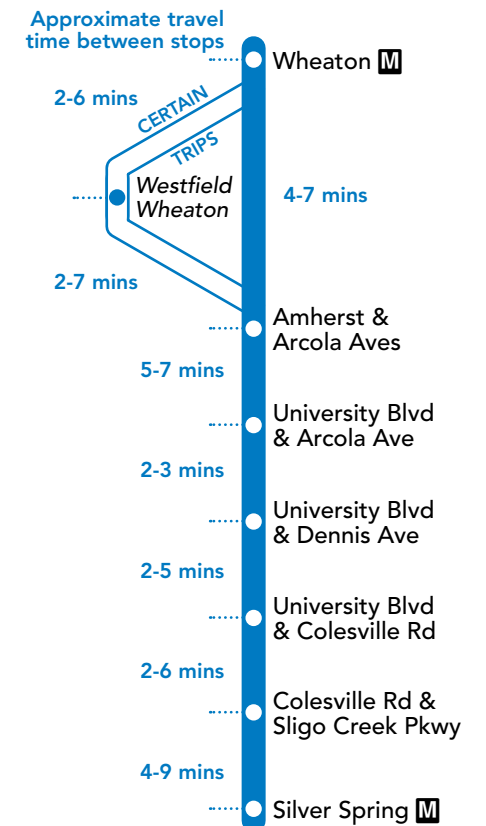 Approximate travel
time between stops
Wheaton M
2-6 mins
CERTAIN
TRIPS
Westfield
Wheaton
4-7 mins
2-7 mins
Amherst &
Arcola Aves
5-7 mins
University Blvd
& Arcola Ave
2-3 mins
University Blvd
& Dennis Ave
2-5 mins
University Blvd
& Colesville Rd
2-6 mins
Colesville Rd &
Sligo Creek Pkwy
4-9 mins
Silver Spring M